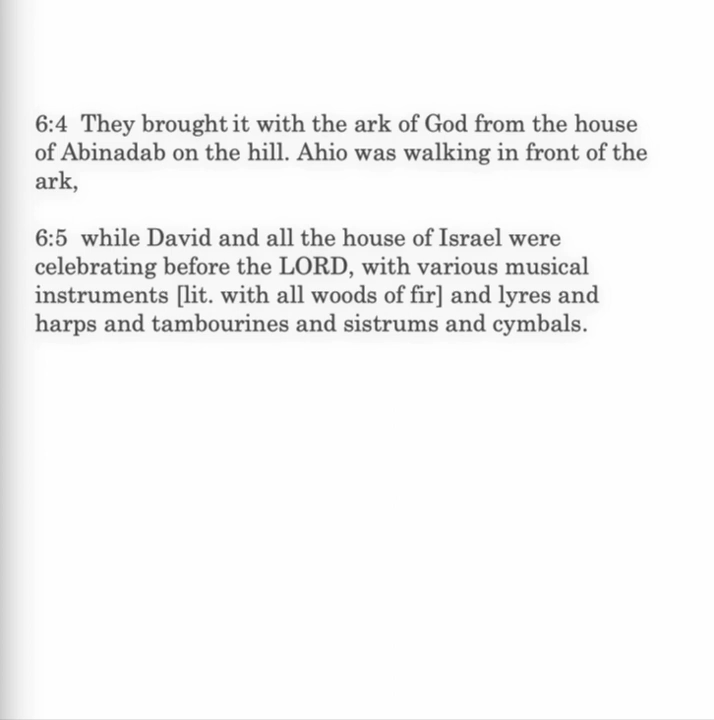 6:4 They brought it with the ark of God from the house
of Abinadab on the hill. Ahio was walking in front of the
ark,
6:5 while David and all the house of Israel were
celebrating before the LORD, with various musical
instruments [lit. with all woods of fir] and lyres and
harps and tambourines and sistrums and cymbals.